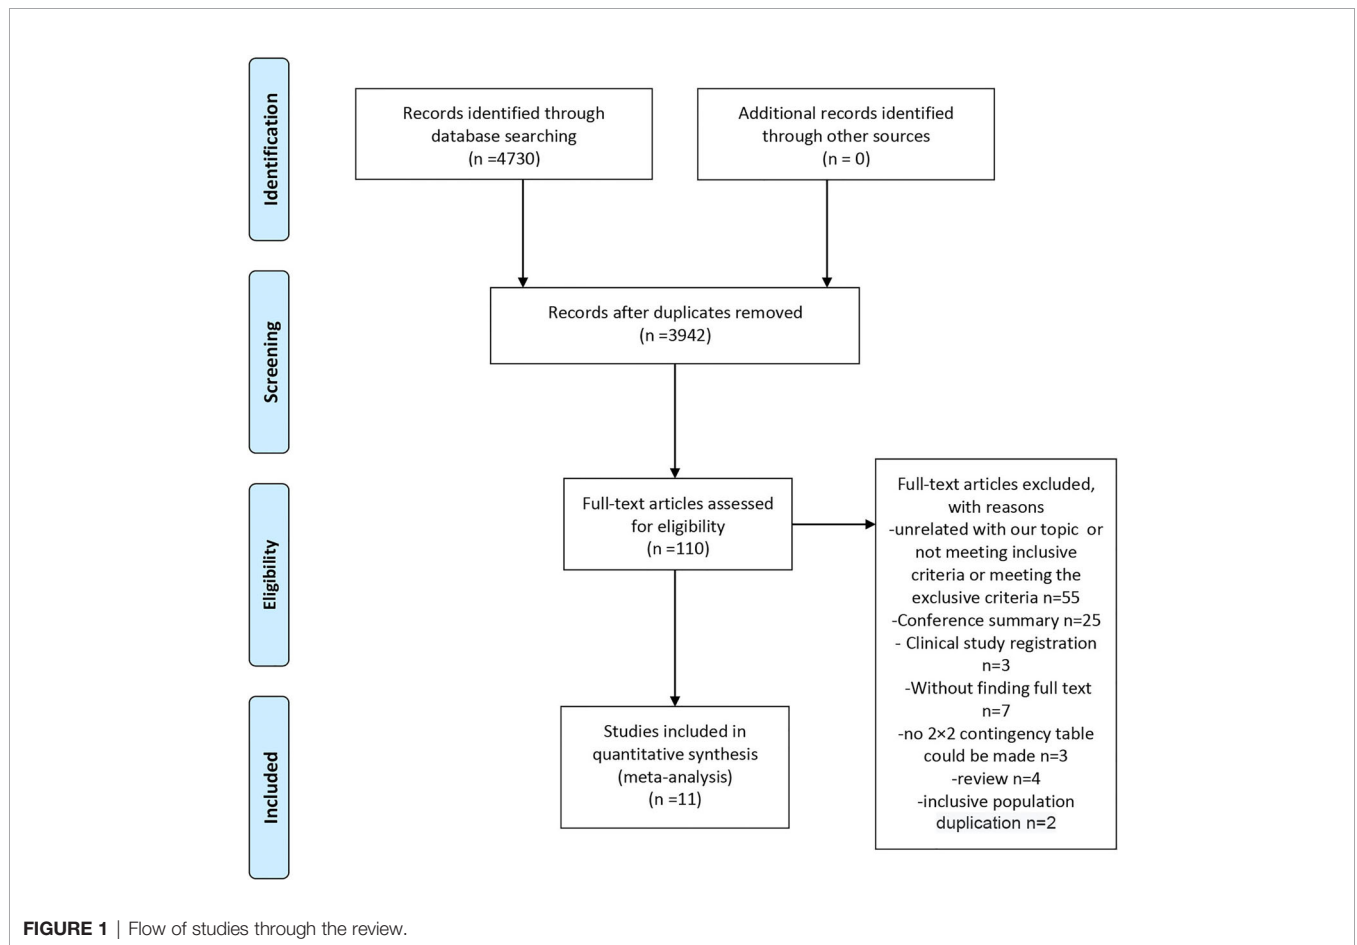 Identification
Records identified through
database searching
(n =4730)
Additional records identified
through other sources
(n = 0)
Screening
Records after duplicates removed
(n =3942)
Eligibility
Full-text articles assessed
for eligibility
(n =110)
Full-text articles excluded,
with reasons
-unrelated with our topic or
not meeting inclusive
criteria or meeting the
exclusive criteria n=55
-Conference summary n=25
- Clinical study registration
n=3
-Without finding full text
n=7
-no 2×2 contingency table
could be made n=3
-review n=4
-inclusive population
duplication n=2
Included
Studies included in
quantitative synthesis
(meta-analysis)
(n =11)
FIGURE 1 | Flow of studies through the review.